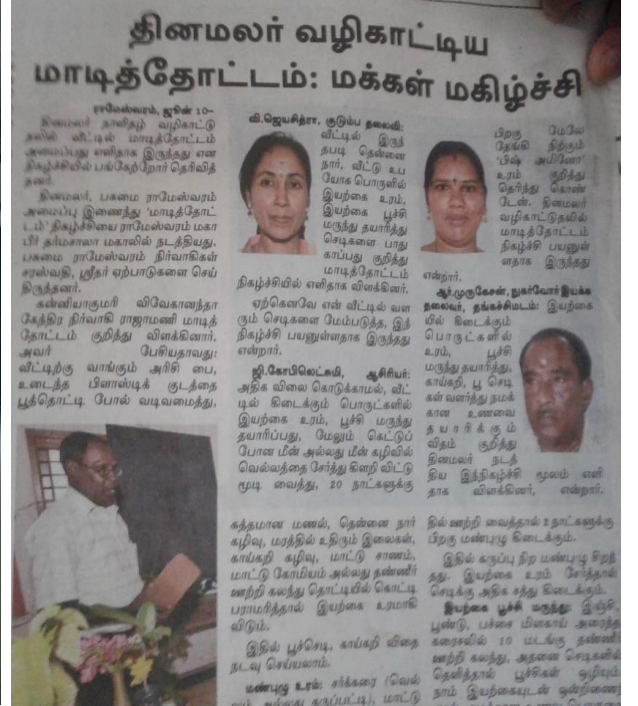 தினமலர் வழிகாட்டிய
மாடித்தோட்டம்: மக்கள் மகிழ்ச்சி
ராமேஸ்வரம், ஜூன் 10–
தினமலர் நாளிதழ் வழிகாட்டு
தலில் வீட்டில் மாடித்தோட்டம்
அமைப்பது எளிதாக இருந்தது என
நிகழ்ச்சியில் பங்கேற்றோர் தெரிவித்
தனர்.
தினமலர், பசுமை ராமேஸ்வரம்
அமைப்பு இணைந்து 'மாடித்தோட்
டம்' நிகழ்ச்சியை ராமேஸ்வரம் மகா
பீர் தர்மசாலா மகாலில் நடத்தியது.
பசுமை ராமேஸ்வரம் நிர்வாகிகள்
சரஸ்வதி, ஸ்ரீதர் ஏற்பாடுகளை செய்
திருந்தனர்.
கன்னியாகுமரி விவேகானந்தா
கேந்திர நிர்வாகி ராஜாமணி மாடித்
தோட்டம் குறித்து விளக்கினார்.
அவர் பேசியதாவது:
வீட்டிற்கு வாங்கும் அரிசி பை,
உடைந்த பிளாஸ்டிக் குடத்தை
பூத்தொட்டி போல் வடிவமைத்து,
சுத்தமான மணல், தென்னை நார்
கழிவு, மரத்தில் உதிரும் இலைகள்,
காய்கறி கழிவு, மாட்டு சாணம்,
மாட்டு கோமியம் அல்லது தண்ணீர்
ஊற்றி கலந்து தொட்டியில் கொட்டி
பராமரித்தால் இயற்கை உரமாகி
விடும்.
இதில் பூச்செடி, காய்கறி விதை
நடவு செய்யலாம்.
மண்புழு உரம்: சர்க்கரை (வெல்
லம் அல்லது கருப்பட்டி), மாட்டு
தில் ஊற்றி வைத்தால் 2 நாட்களுக்கு
பிறகு மண்புழு கிடைக்கும்.
இதில் கருப்பு நிற மண்புழு சிறந்
தது. இயற்கை உரம் சேர்த்தால்
செடிக்கு அதிக சத்து கிடைக்கும்.
இயற்கை பூச்சி மருந்து: இஞ்சி,
பூண்டு, பச்சை மிளகாய் அரைத்த
கரைசலில் 10 மடங்கு தண்ணீர்
ஊற்றி கலந்து, அதனை செடிகளில்
தெளித்தால் பூச்சிகள் ஒழியும்.
நாம் இயற்கையுடன் ஒன்றிணைந்
வி.ஜெயசித்ரா, குடும்ப தலைவி:
வீட்டில் இருந்
தபடி தென்னை
நார், வீட்டு உப
யோக பொருளில்
இயற்கை உரம்,
இயற்கை பூச்சி
மருந்து தயாரித்து
செடிகளை பாது
காப்பது குறித்து
மாடித்தோட்டம்
நிகழ்ச்சியில் எளிதாக விளக்கினர்.
ஏற்கெனவே என் வீட்டில் வள
ரும் செடிகளை மேம்படுத்த, இந்
நிகழ்ச்சி பயனுள்ளதாக இருந்தது
என்றார்.
ஜி.கோபிலெட்சுமி, ஆசிரியர்:
அதிக விலை கொடுக்காமல், வீட்
டில் கிடைக்கும் பொருட்களில்
இயற்கை உரம், பூச்சி மருந்து
தயாரிப்பது, மேலும் கெட்டுப்
போன மீன் அல்லது மீன் கழிவில்
வெல்லத்தை சேர்த்து கிளறி விட்டு
மூடி வைத்து, 20 நாட்களுக்கு
பிறகு மேலே
தேங்கி நிற்கும்
'பிஷ் அமினோ'
உரம் குறித்து
தெரிந்து கொண்
டேன். தினமலர்
வழிகாட்டுதலில்
மாடித்தோட்டம்
நிகழ்ச்சி பயனுள்
ளதாக இருந்தது
என்றார்.
ஆர்.முருகேசன், நுகர்வோர் இயக்க
தலைவர், தங்கச்சிமடம்: இயற்கை
யில் கிடைக்கும்
பொருட்களில்
உரம், பூச்சி
மருந்து தயாரித்து,
காய்கறி, பூ செடி
கள் வளர்த்து நமக்
கான உணவை
தயாரிக்கும்
விதம் குறித்து
தினமலர் நடத்
திய இந்நிகழ்ச்சி மூலம் எளி
தாக விளக்கினர், என்றார்.